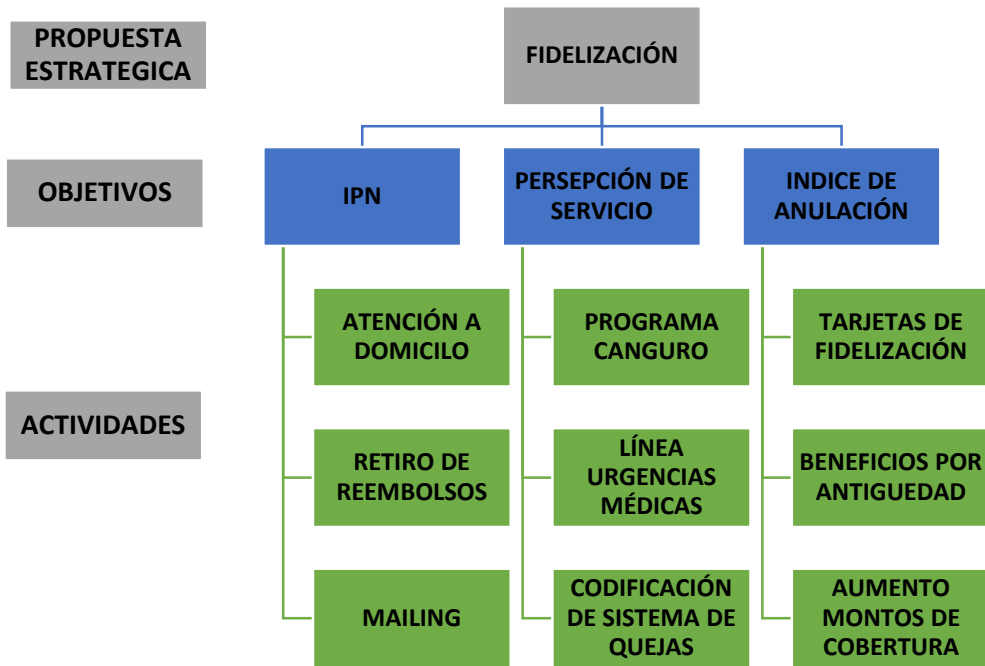 PROPUESTA
ESTRATEGICA
FIDELIZACIÓN
OBJETIVOS
IPN
PERSEPCIÓN DE
SERVICIO
INDICE DE
ANULACIÓN
ACTIVIDADES
ATENCIÓN A
DOMICILO
PROGRAMA
CANGURO
TARJETAS DE
FIDELIZACIÓN
RETIRO DE
REEMBOLSOS
LÍNEA
URGENCIAS
MÉDICAS
BENEFICIOS POR
ANTIGUEDAD
MAILING
CODIFICACIÓN
DE SISTEMA DE
QUEJAS
AUMENTO
MONTOS DE
COBERTURA